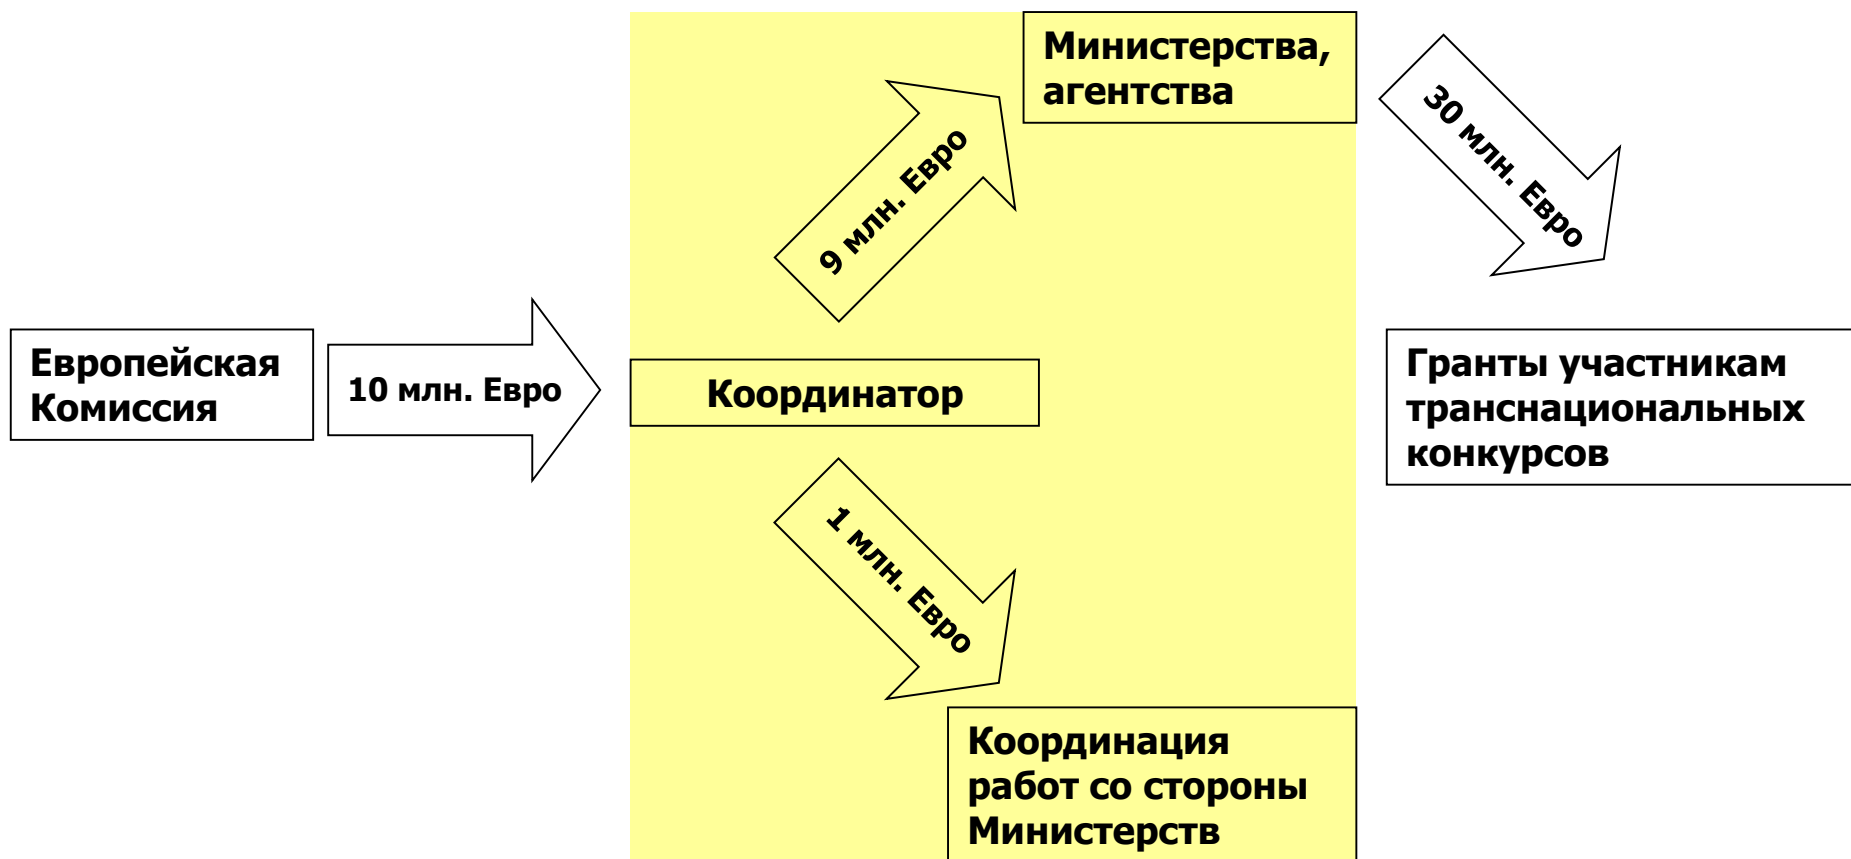 Министерства,
агентства
30 млн. Евро
9 млн. Евро
Европейская
Комиссия
10 млн. Евро
Координатор
Гранты участникам
транснациональных
конкурсов
1 млн. Евро
Координация
работ со стороны
Министерств